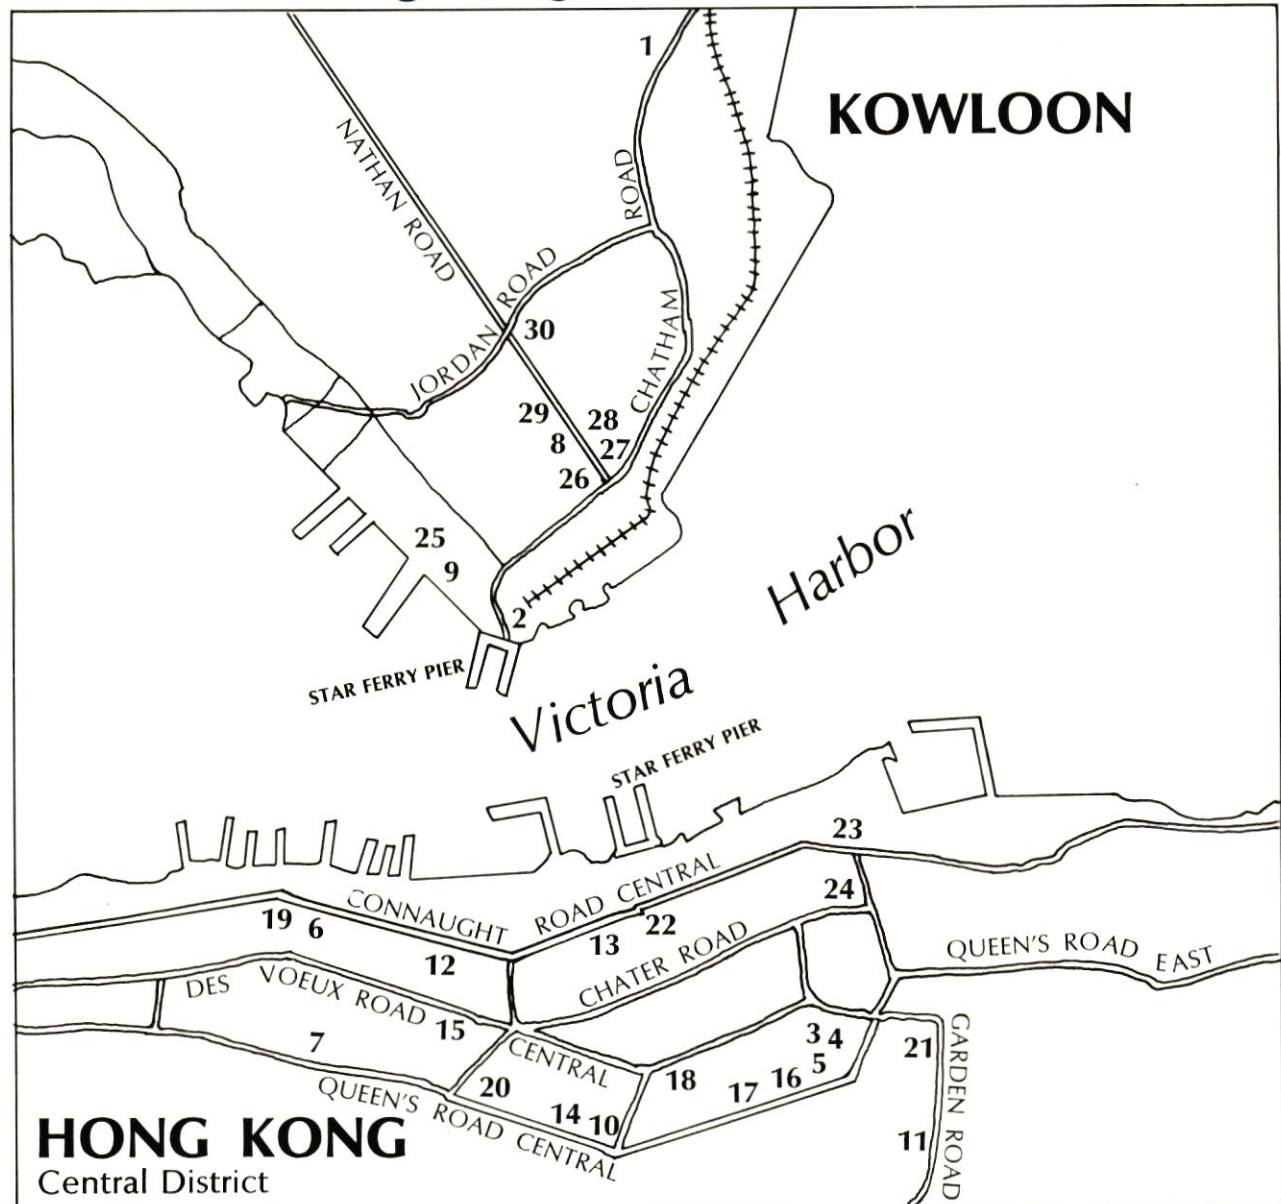 1
KOWLOON
NATHAN ROAD
ROAD
JORDAN ROAD
30
CHATHAM
29
28
8
27
26
25
9
2
Harbor
STAR FERRY PIER
Victoria
STAR FERRY PIER
23
24
CONNAUGHT ROAD CENTRAL
19
6
22
13
12
CHATER ROAD
QUEEN'S ROAD EAST
DES VOEUX ROAD CENTRAL
15
7
3
4
5
21
GARDEN ROAD
20
18
17
16
14
10
11
QUEEN'S ROAD CENTRAL
HONG KONG
Central District